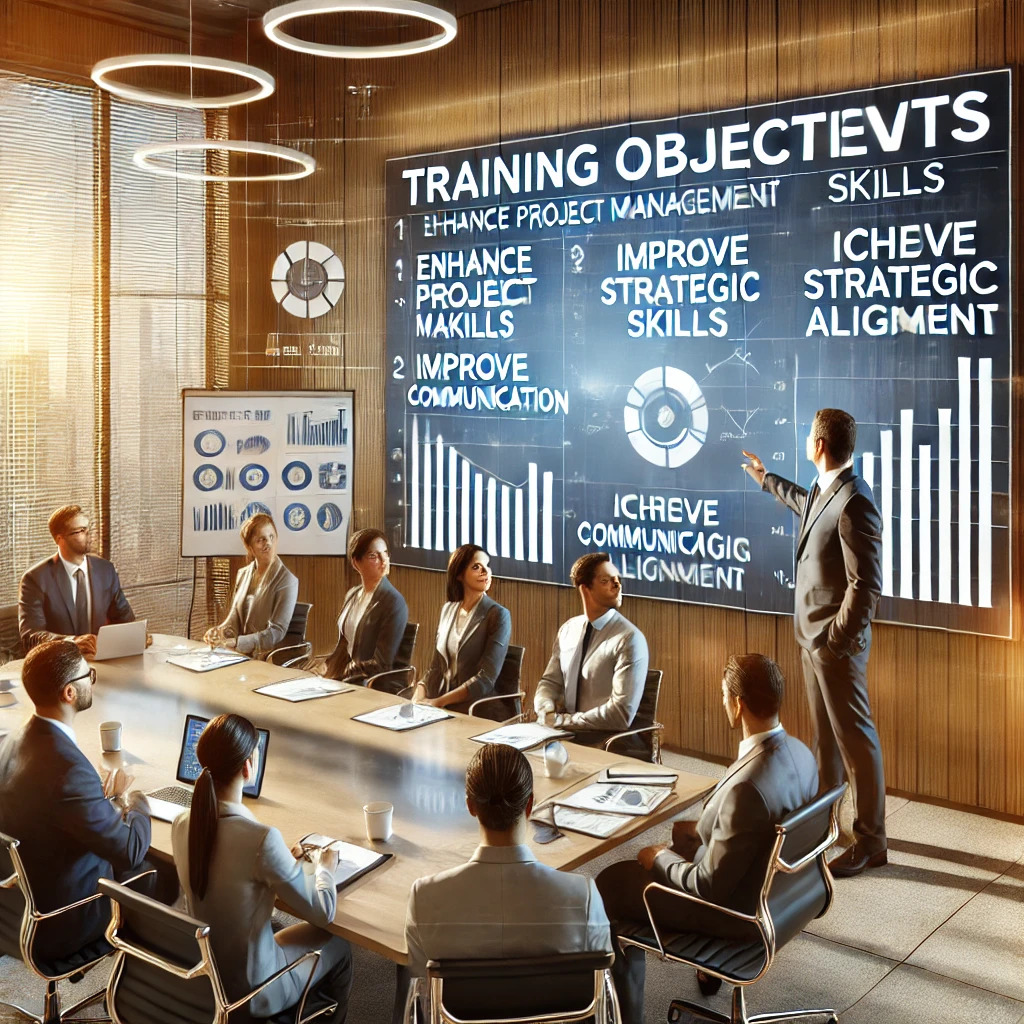 TRAINING OBJECTEVTS
1 EHHANCE PROJECT MANAGEMENT
SKILLS
ENHANCE
PROJECT
MAKILLS
2 IMPROVE
COMMUNICATION
IMPROVE
STRATEGIC
SKILLS
ICHEVE
STRATEGIC
ALIGMENT
ICHREVE
COMMUNICAGIG
LIGNMENT